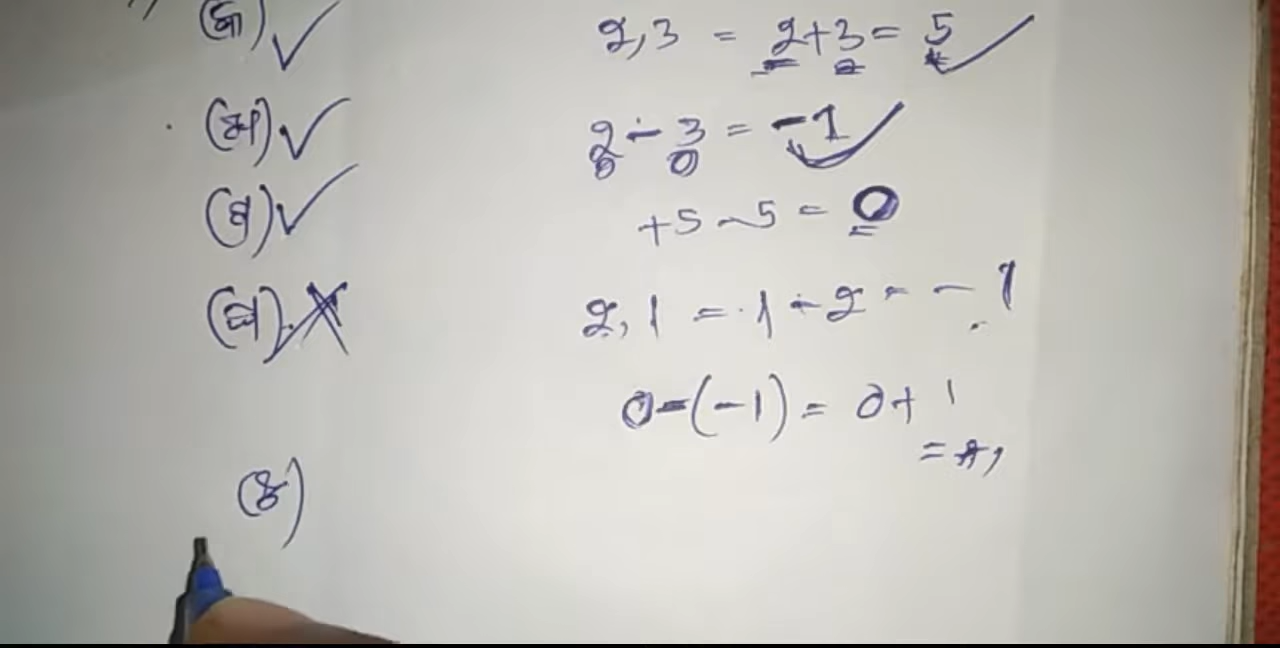 (ক) ✓ 2,3 = 2+3 = 5 ✓
(খ) ✓ 2 - 3 = -1 ✓
(গ) ✓ +5 - 5 = 0
(ঘ) ✗ 2, 1 = 1 - 2 = - 1
0-(-1) = 0+ 1
(ঙ)